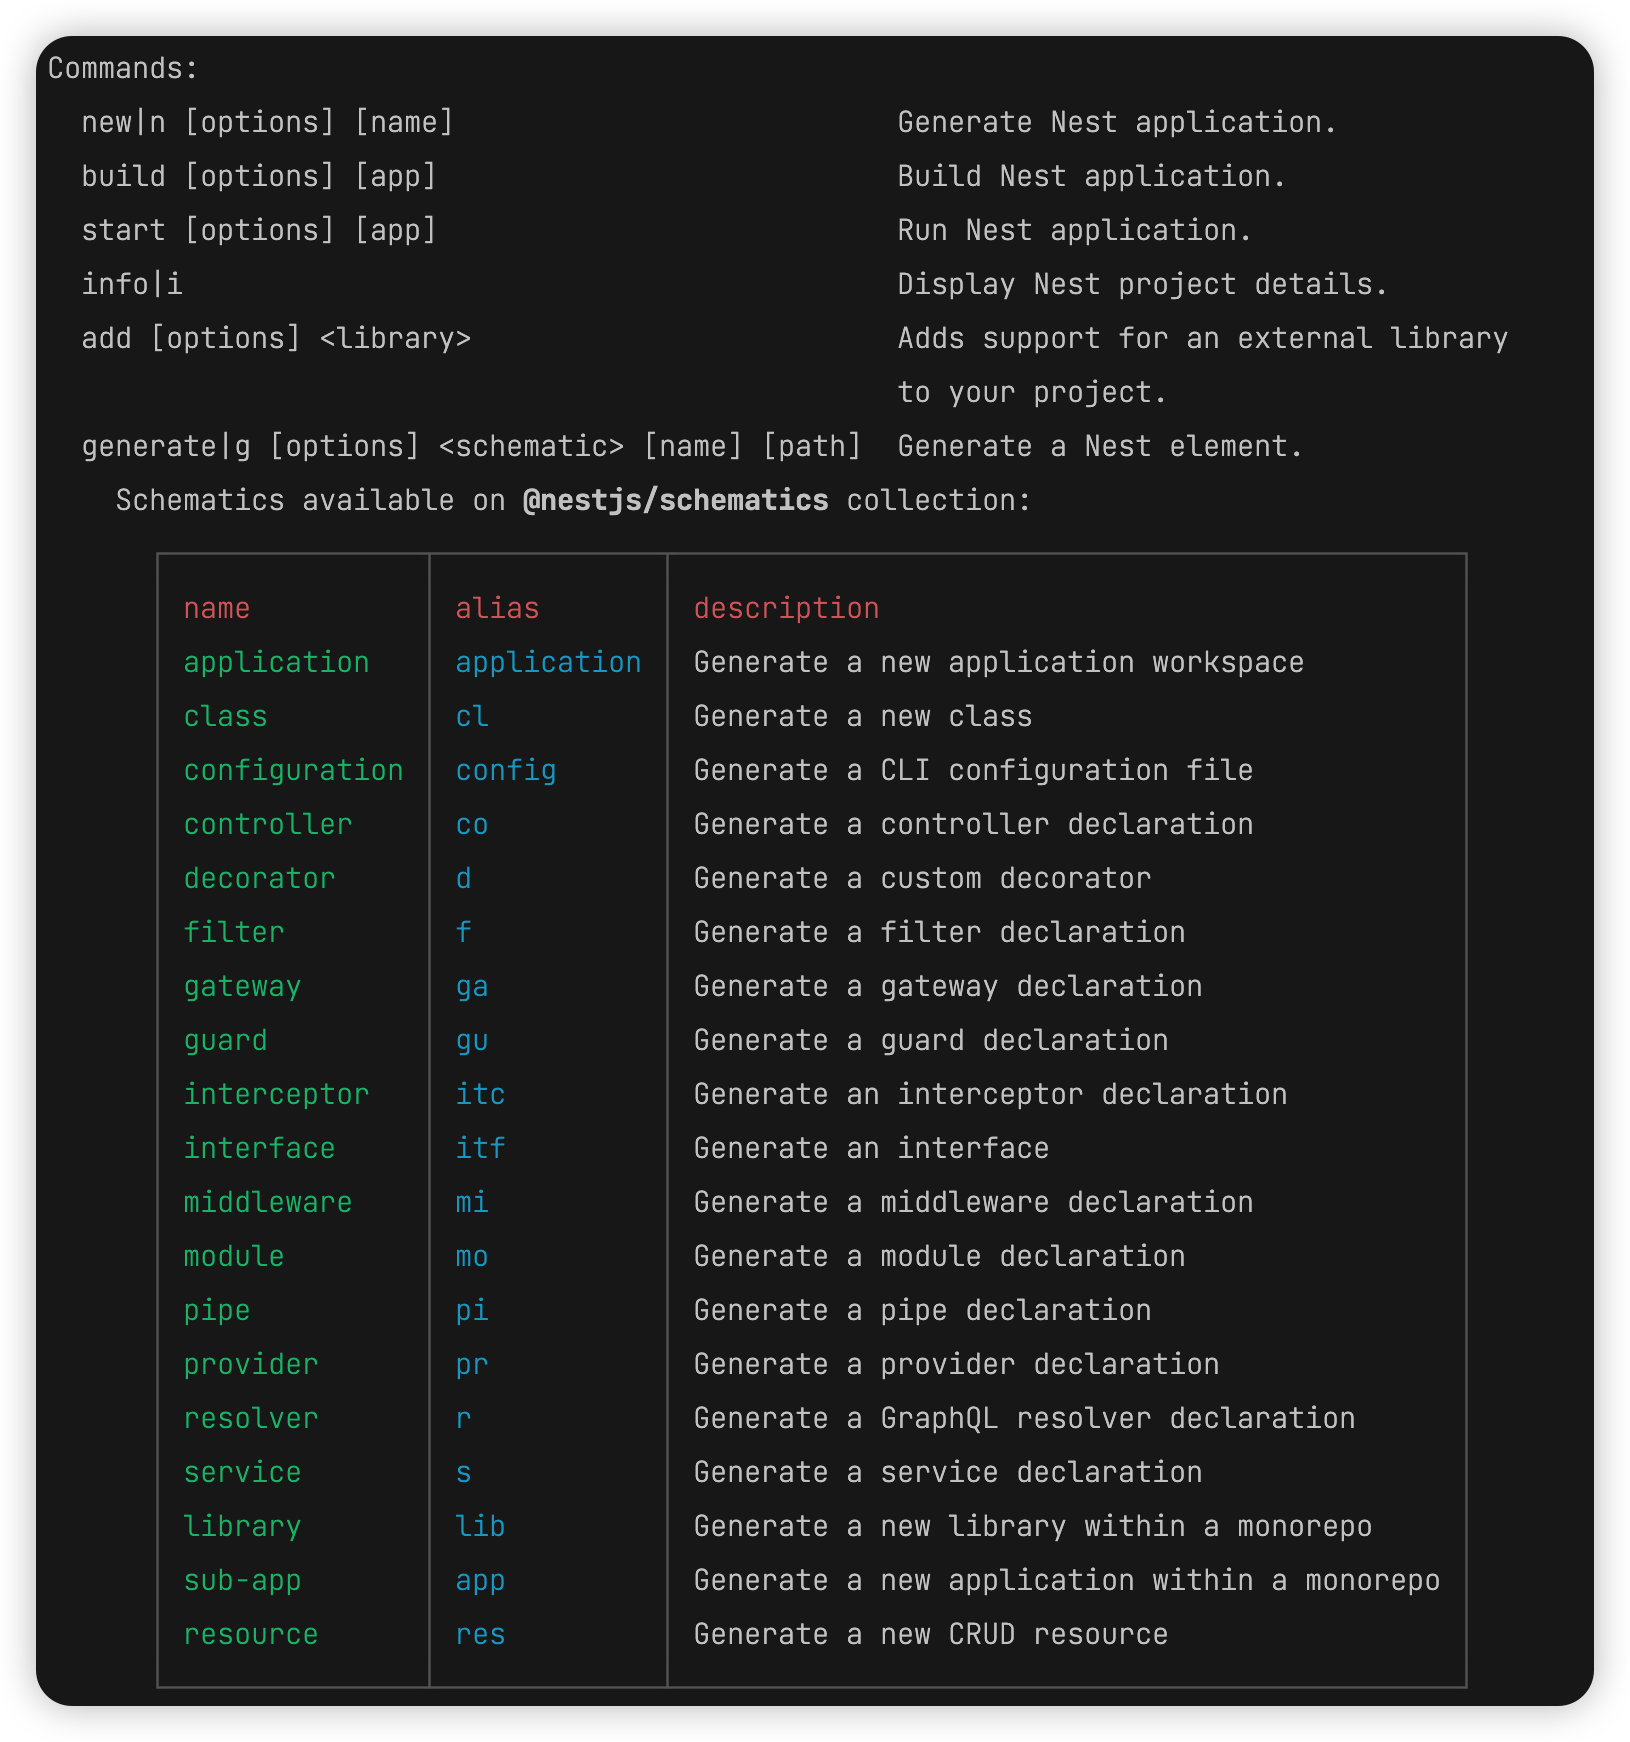 Commands:
new|n [options] [name] Generate Nest application.
build [options] [app] Build Nest application.
start [options] [app] Run Nest application.
info|i Display Nest project details.
add [options] <library> Adds support for an external library
to your project.
generate|g [options] <schematic> [name] [path] Generate a Nest element.
Schematics available on @nestjs/schematics collection:
name alias description
application application Generate a new application workspace
class cl Generate a new class
configuration config Generate a CLI configuration file
controller co Generate a controller declaration
decorator d Generate a custom decorator
filter f Generate a filter declaration
gateway ga Generate a gateway declaration
guard gu Generate a guard declaration
interceptor itc Generate an interceptor declaration
interface itf Generate an interface
middleware mi Generate a middleware declaration
module mo Generate a module declaration
pipe pi Generate a pipe declaration
provider pr Generate a provider declaration
resolver r Generate a GraphQL resolver declaration
service s Generate a service declaration
library lib Generate a new library within a monorepo
sub-app app Generate a new application within a monorepo
resource res Generate a new CRUD resource